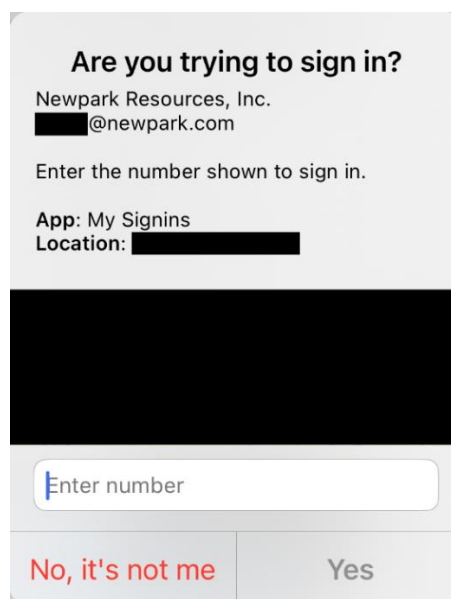 Are you trying to sign in?
Newpark Resources, Inc.
@newpark.com
Enter the number shown to sign in.
App: My Signins
Location:
Enter number
No, it's not me
Yes